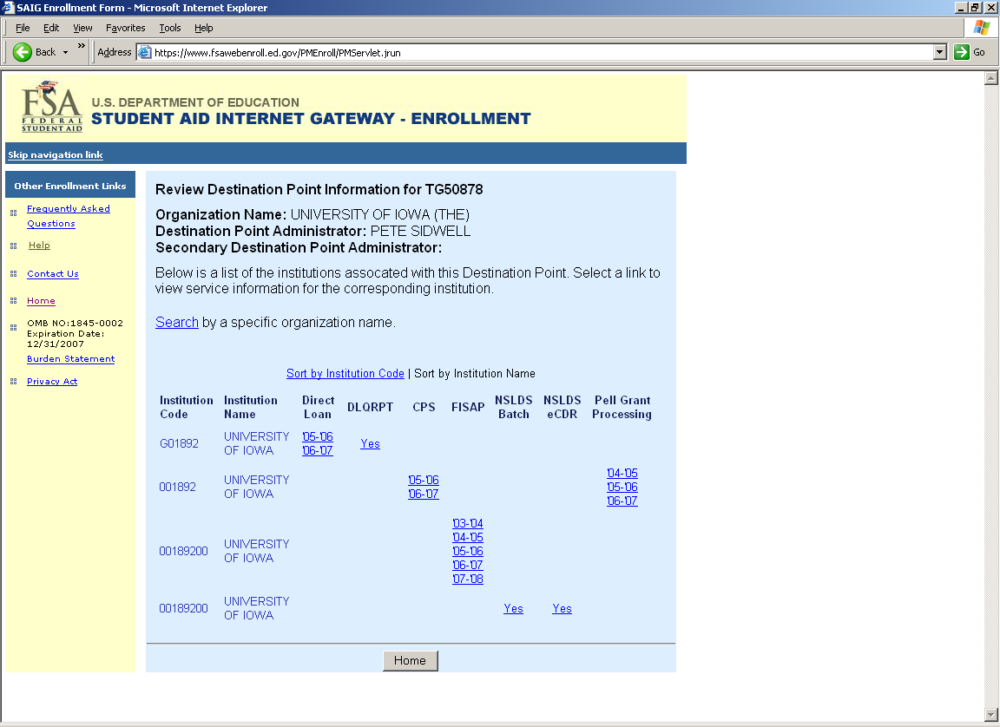 SAIG Enrollment Form - Microsoft Internet Explorer
File Edit View Favorites Tools Help
Back » Address https://www.fsawebenroll.ed.gov/PMEnroll/PMServlet.jrun Go
FSA
FEDERAL
STUDENT AID
U.S. DEPARTMENT OF EDUCATION
STUDENT AID INTERNET GATEWAY - ENROLLMENT
Skip navigation link
Other Enrollment Links
Frequently Asked
Questions
Help
Contact Us
Home
OMB NO:1845-0002
Expiration Date:
12/31/2007
Burden Statement
Privacy Act
Review Destination Point Information for TG50878
Organization Name: UNIVERSITY OF IOWA (THE)
Destination Point Administrator: PETE SIDWELL
Secondary Destination Point Administrator:
Below is a list of the institutions assocated with this Destination Point. Select a link to
view service information for the corresponding institution.
Search by a specific organization name.
Sort by Institution Code | Sort by Institution Name
Institution Code Institution Name Direct Loan DLQRPT CPS FISAP NSLDS Batch NSLDS eCDR Pell Grant Processing
G01892 UNIVERSITY OF IOWA '05-'06 '06-'07 Yes
001892 UNIVERSITY OF IOWA '05-'06 '06-'07 '04-'05 '05-'06 '06-'07
00189200 UNIVERSITY OF IOWA '03-'04 '04-'05 '05-'06 '06-'07 '07-'08
00189200 UNIVERSITY OF IOWA Yes Yes
Home